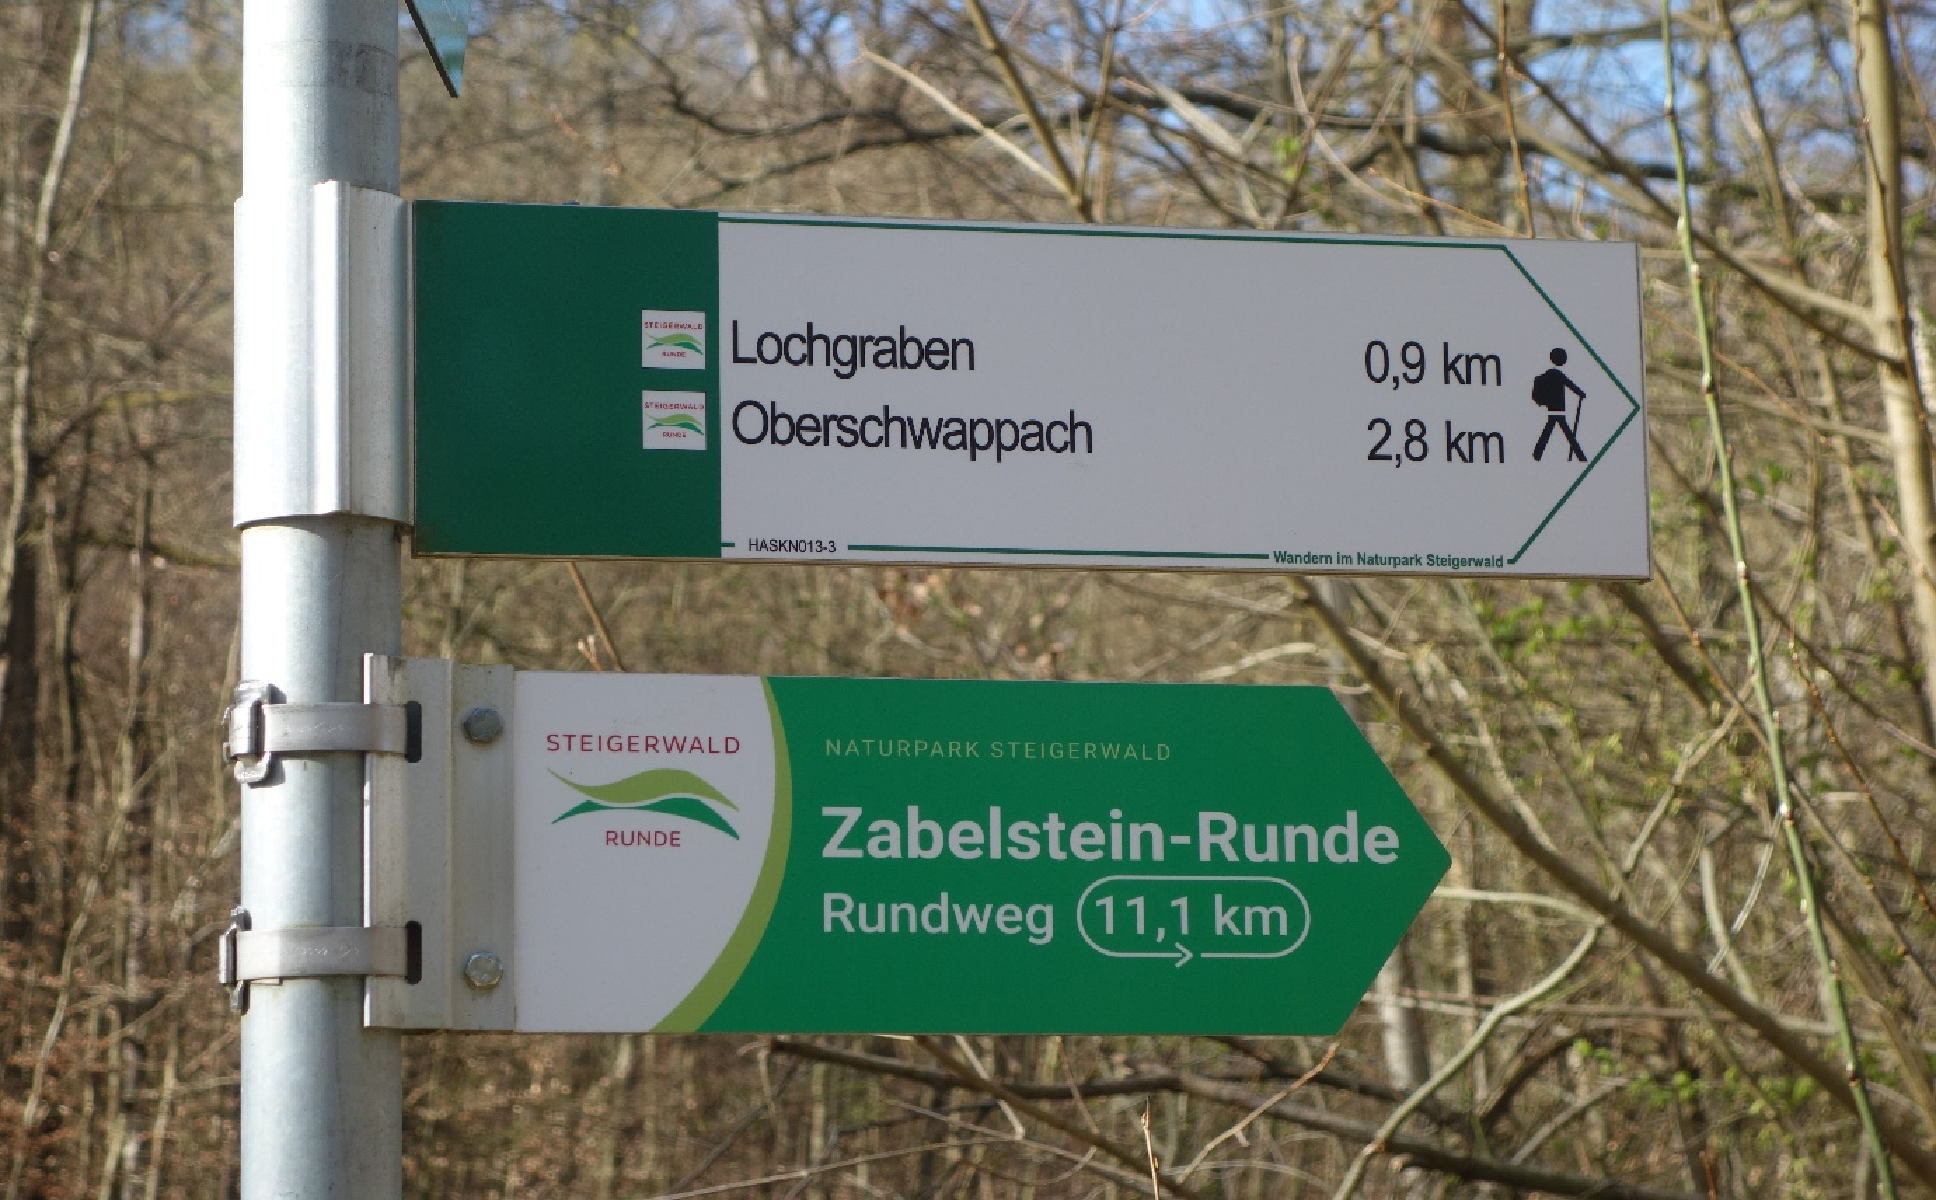 STEIGERWALD
RUNDE
Lochgraben 0,9 km
STEIGERWALD
RUNDE
Oberschwappach 2,8 km
HASKN013-3
Wandern im Naturpark Steigerwald
STEIGERWALD
RUNDE
NATURPARK STEIGERWALD
Zabelstein-Runde
Rundweg 11,1 km